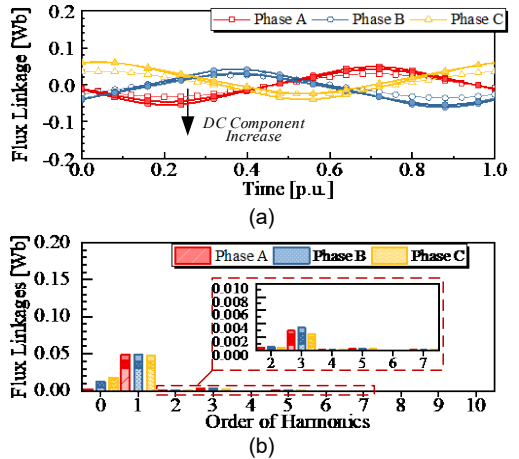 Flux Linkage [Wb]
0.2
0.1
0.0
-0.1
-0.2
Phase A
Phase B
Phase C
DC Component
Increase
0.0 0.2 0.4 0.6 0.8 1.0
Time [p.u.]
(a)
Flux Linkages [Wb]
0.20
0.15
0.10
0.05
0.00
Phase A
Phase B
Phase C
0.010
0.008
0.006
0.004
0.002
0.000
2 3 4 5 6 7
0 1 2 3 4 5 6 7 8 9 10
Order of Harmonics
(b)